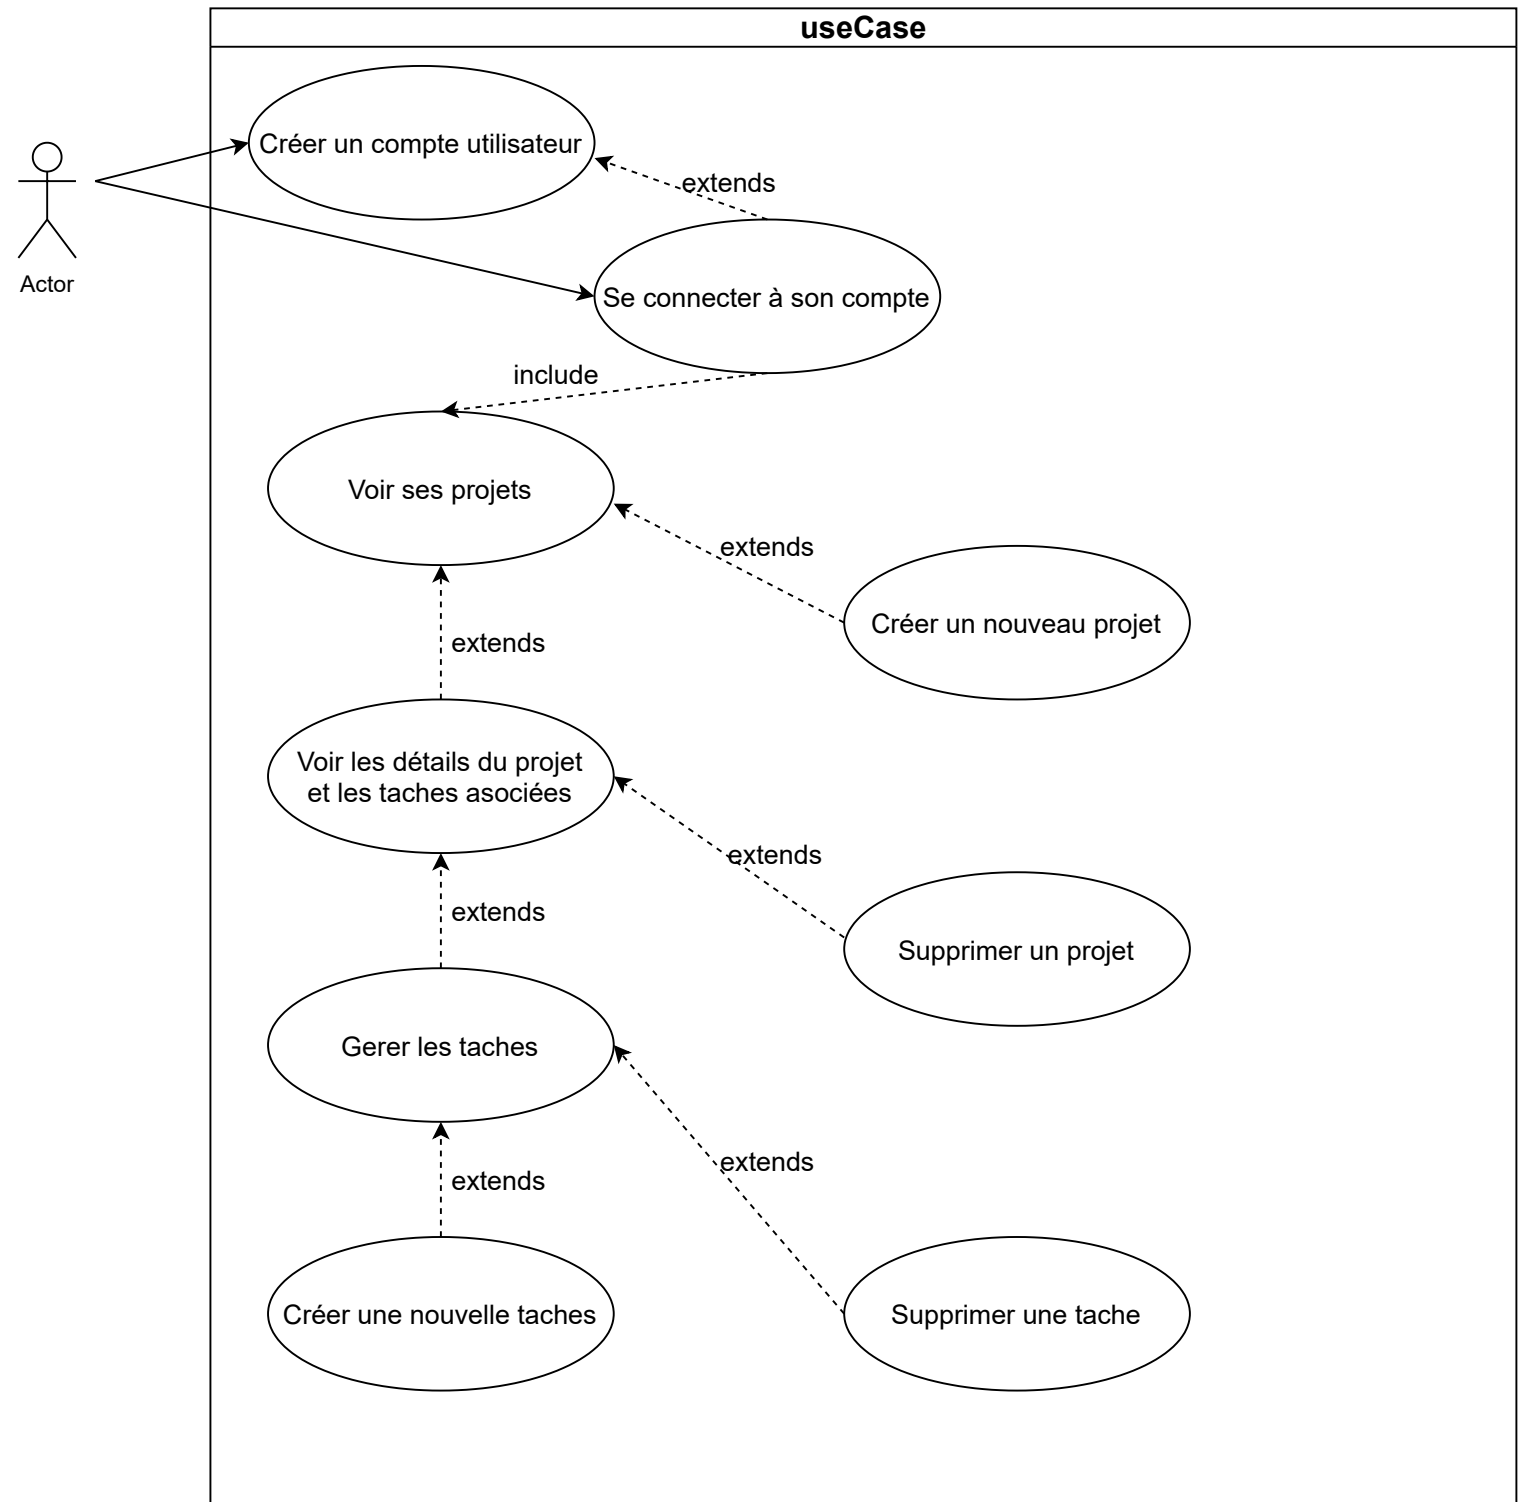 useCase
Créer un compte utilisateur
extends
Actor
Se connecter à son compte
include
Voir ses projets
extends
Créer un nouveau projet
extends
Voir les détails du projet
et les taches asociées
extends
extends
Supprimer un projet
Gerer les taches
extends
extends
Créer une nouvelle taches
Supprimer une tache